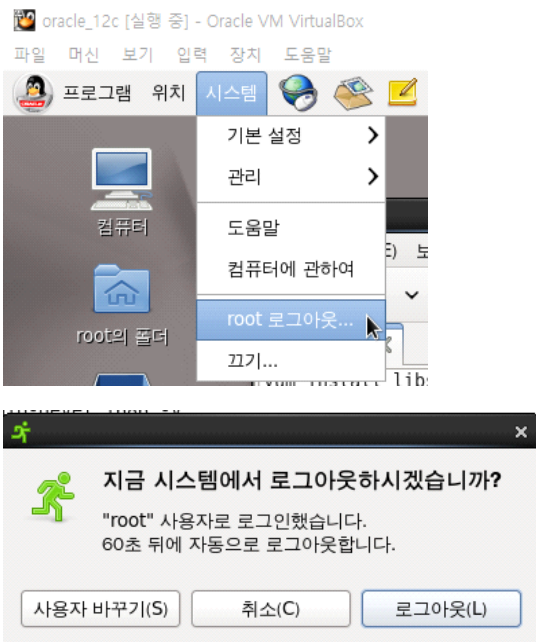 oracle_12c [실행 중] - Oracle VM VirtualBox
파일 머신 보기 입력 장치 도움말
프로그램 위치 시스템
기본 설정
관리
컴퓨터
도움말
컴퓨터에 관하여
root 로그아웃...
root의 폴더
끄기...
지금 시스템에서 로그아웃하시겠습니까?
"root" 사용자로 로그인했습니다.
60초 뒤에 자동으로 로그아웃합니다.
사용자 바꾸기(S) 취소(C) 로그아웃(L)